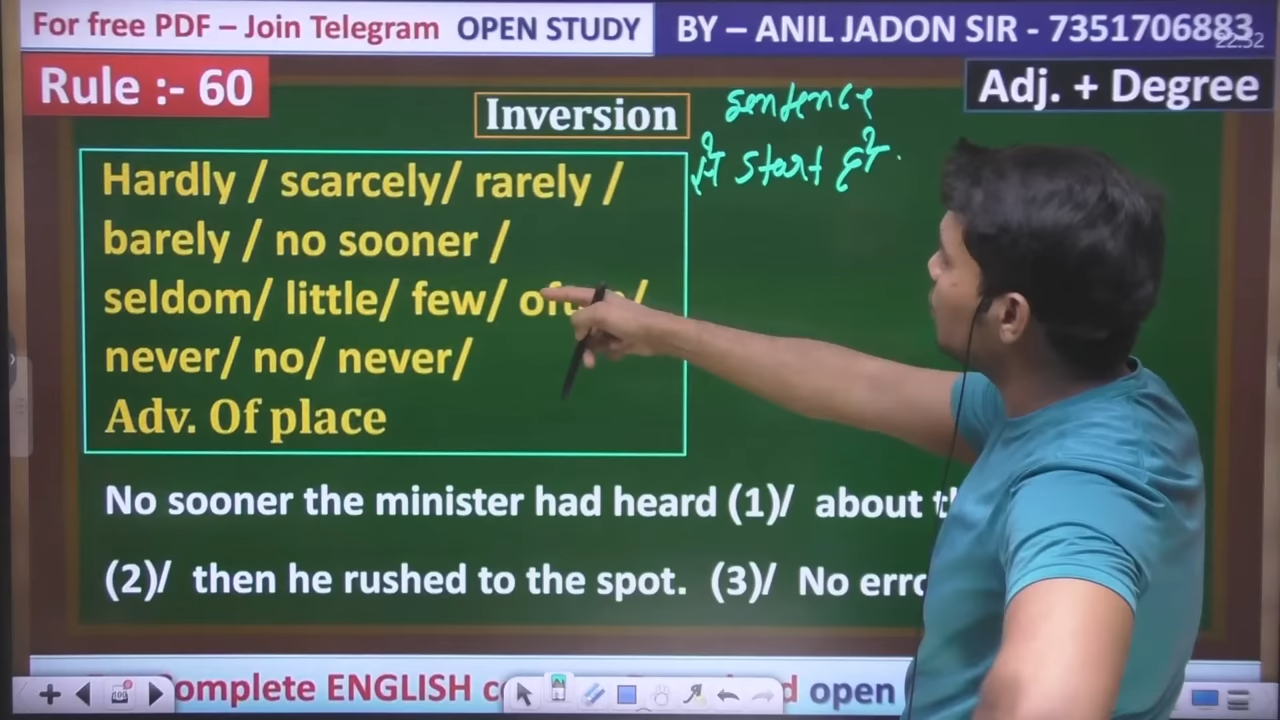 For free PDF – Join Telegram OPEN STUDY BY – ANIL JADON SIR - 7351706883
22:32
Rule :- 60
Adj. + Degree
Inversion
sentence
start
Hardly / scarcely/ rarely /
barely / no sooner /
seldom/ little/ few/
never/ no/ never/
Adv. Of place
No sooner the minister had heard (1)/ about
(2)/ then he rushed to the spot. (3)/ No
ENGLISH
open